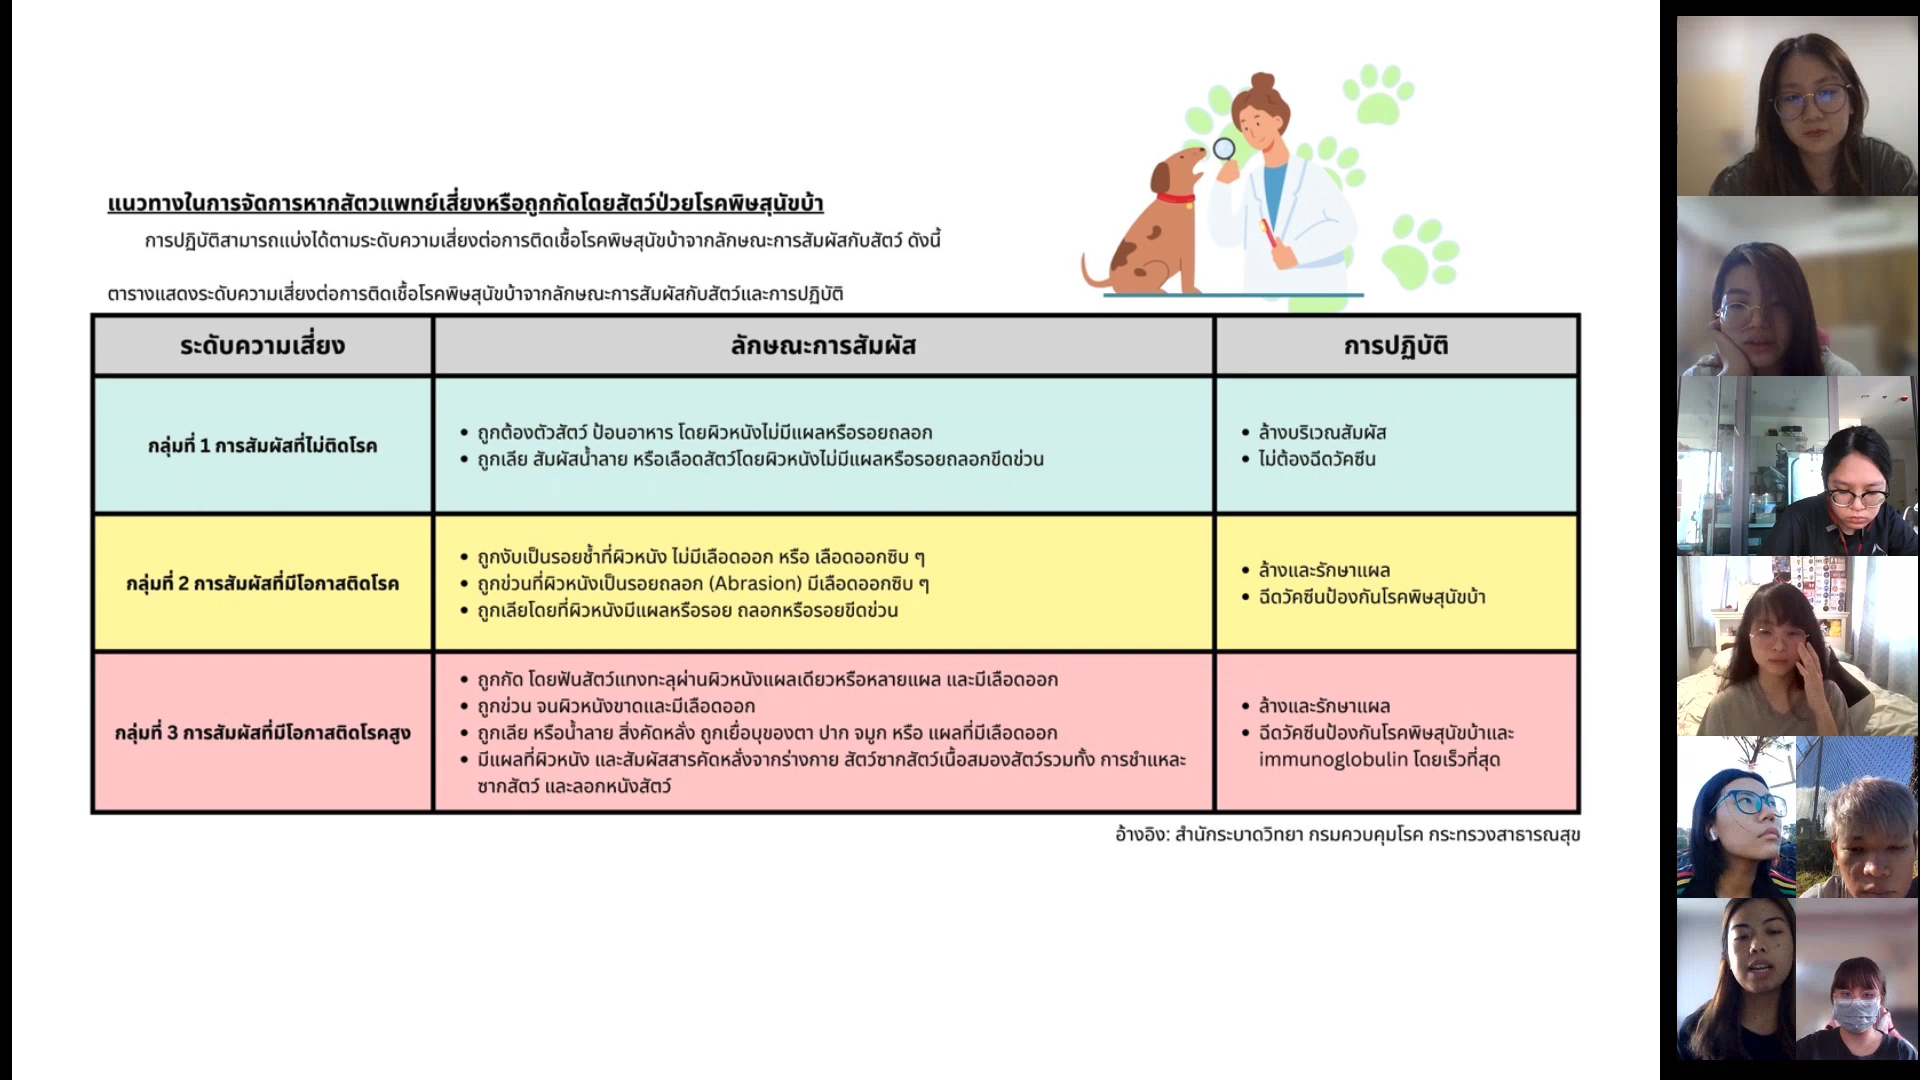 แนวทางในการจัดการหากสัตวแพทย์เสี่ยงหรือถูกกัดโดยสัตว์ป่วยโรคพิษสุนัขบ้า
การปฏิบัติสามารถแบ่งได้ตามระดับความเสี่ยงต่อการติดเชื้อโรคพิษสุนัขบ้าจากลักษณะการสัมผัสกับสัตว์ ดังนี้
ตารางแสดงระดับความเสี่ยงต่อการติดเชื้อโรคพิษสุนัขบ้าจากลักษณะการสัมผัสกับสัตว์และการปฏิบัติ
ระดับความเสี่ยง
ลักษณะการสัมผัส
การปฏิบัติ
กลุ่มที่ 1 การสัมผัสที่ไม่ติดโรค
• ถูกต้องตัวสัตว์ ป้อนอาหาร โดยผิวหนังไม่มีแผลหรือรอยถลอก
• ถูกเลีย สัมผัสน้ำลาย หรือเลือดสัตว์โดยผิวหนังไม่มีแผลหรือรอยถลอกขีดข่วน
• ล้างบริเวณสัมผัส
• ไม่ต้องฉีดวัคซีน
กลุ่มที่ 2 การสัมผัสที่มีโอกาสติดโรค
• ถูกงับเป็นรอยช้ำที่ผิวหนัง ไม่มีเลือดออก หรือ เลือดออกซิบ ๆ
• ถูกข่วนที่ผิวหนังเป็นรอยถลอก (Abrasion) มีเลือดออกซิบ ๆ
• ถูกเลียโดยที่ผิวหนังมีแผลหรือรอย ถลอกหรือรอยขีดข่วน
• ล้างและรักษาแผล
• ฉีดวัคซีนป้องกันโรคพิษสุนัขบ้า
กลุ่มที่ 3 การสัมผัสที่มีโอกาสติดโรคสูง
• ถูกกัด โดยฟันสัตว์แทงทะลุผ่านผิวหนังแผลเดียวหรือหลายแผล และมีเลือดออก
• ถูกข่วน จนผิวหนังขาดและมีเลือดออก
• ถูกเลีย หรือน้ำลาย สิ่งคัดหลั่ง ถูกเยื่อบุของตา ปาก จมูก หรือ แผลที่มีเลือดออก
• มีแผลที่ผิวหนัง และสัมผัสสารคัดหลั่งจากร่างกาย สัตว์ซากสัตว์เนื้อสมองสัตว์รวมทั้ง การชำแหละ
ซากสัตว์ และลอกหนังสัตว์
• ล้างและรักษาแผล
• ฉีดวัคซีนป้องกันโรคพิษสุนัขบ้าและ
immunoglobulin โดยเร็วที่สุด
อ้างอิง: สำนักระบาดวิทยา กรมควบคุมโรค กระทรวงสาธารณสุข